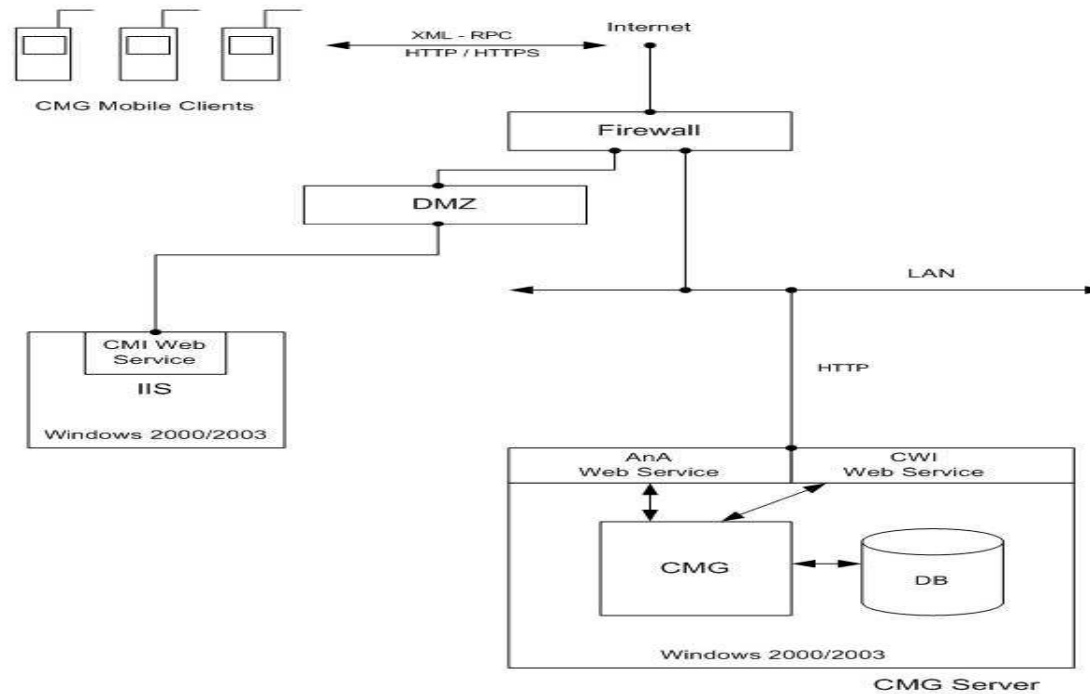 XML - RPC
HTTP / HTTPS
Internet
CMG Mobile Clients
Firewall
DMZ
LAN
CMI Web
Service
IIS
Windows 2000/2003
HTTP
AnA
Web Service
CWI
Web Service
CMG
DB
Windows 2000/2003
CMG Server